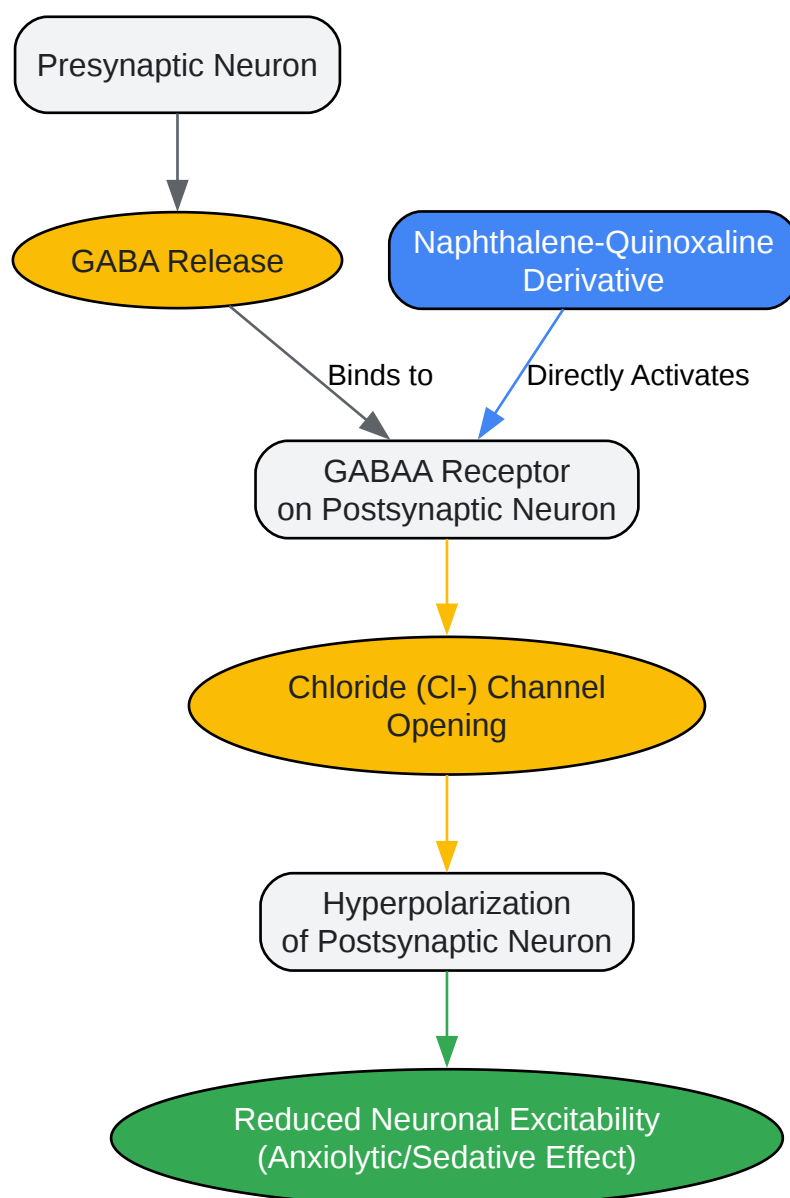 Presynaptic Neuron
GABA Release
Naphthalene-Quinoxaline
Derivative
Binds to
Directly Activates
GABAA Receptor
on Postsynaptic Neuron
Chloride (Cl-) Channel
Opening
Hyperpolarization
of Postsynaptic Neuron
Reduced Neuronal Excitability
(Anxiolytic/Sedative Effect)